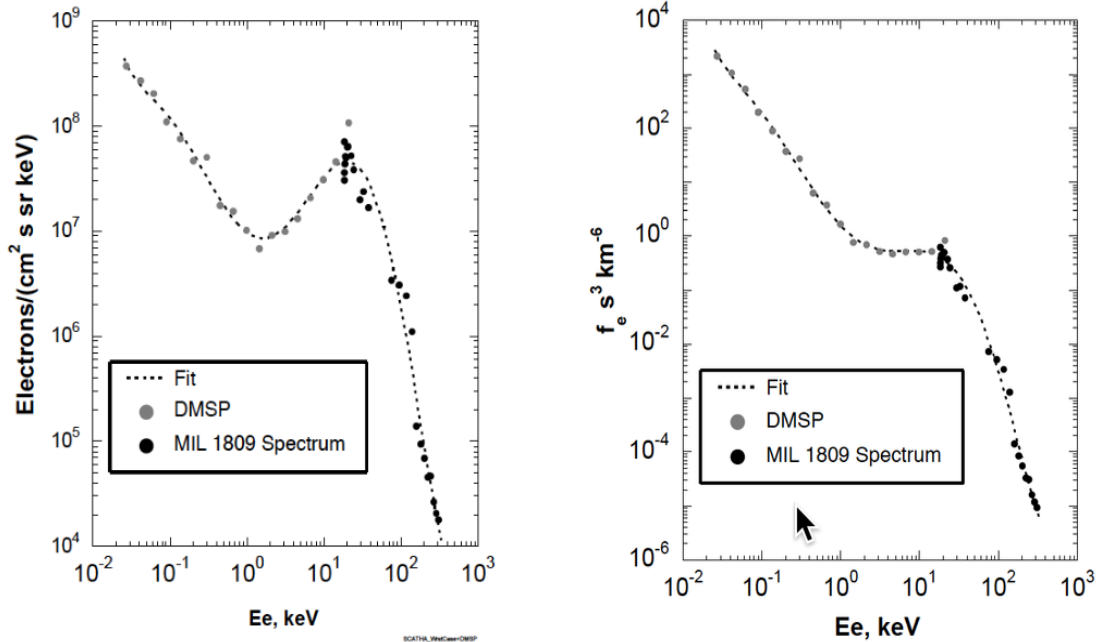 10^9
10^8
10^7
10^6
10^5
10^4
Electrons/(cm^2 s sr keV)
Fit
DMSP
MIL 1809 Spectrum
10^-2
10^-1
10^0
10^1
10^2
10^3
Ee, keV
SCATHA_WrstCase+DMSP
10^4
10^2
10^0
10^-2
10^-4
10^-6
f_e s^3 km^-6
Fit
DMSP
MIL 1809 Spectrum
10^-2
10^-1
10^0
10^1
10^2
10^3
Ee, keV